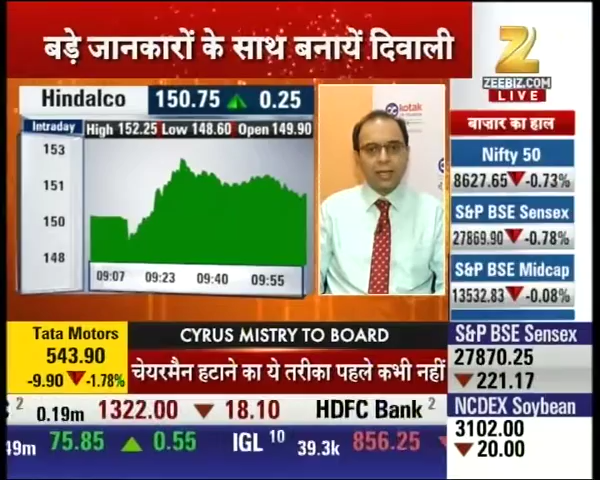 बड़े जानकारों के साथ बनायें दिवाली
Z
ZEEBIZ.COM
LIVE
Hindalco 150.75 0.25
Intraday High 152.25 Low 148.60 Open 149.90
153
151
150
148
09:07 09:23 09:40 09:55
kotak
बाज़ार का हाल
Nifty 50
8627.65 -0.73%
S&P BSE Sensex
27869.90 -0.78%
S&P BSE Midcap
13532.83 -0.08%
Tata Motors
543.90
-9.90 -1.78%
CYRUS MISTRY TO BOARD
चेयरमैन हटाने का ये तरीका पहले कभी नहीं
S&P BSE Sensex
27870.25
221.17
NCDEX Soybean
3102.00
20.00
2 0.19m 1322.00 18.10 HDFC Bank 2
49m 75.85 0.55 IGL 10 39.3k 856.25